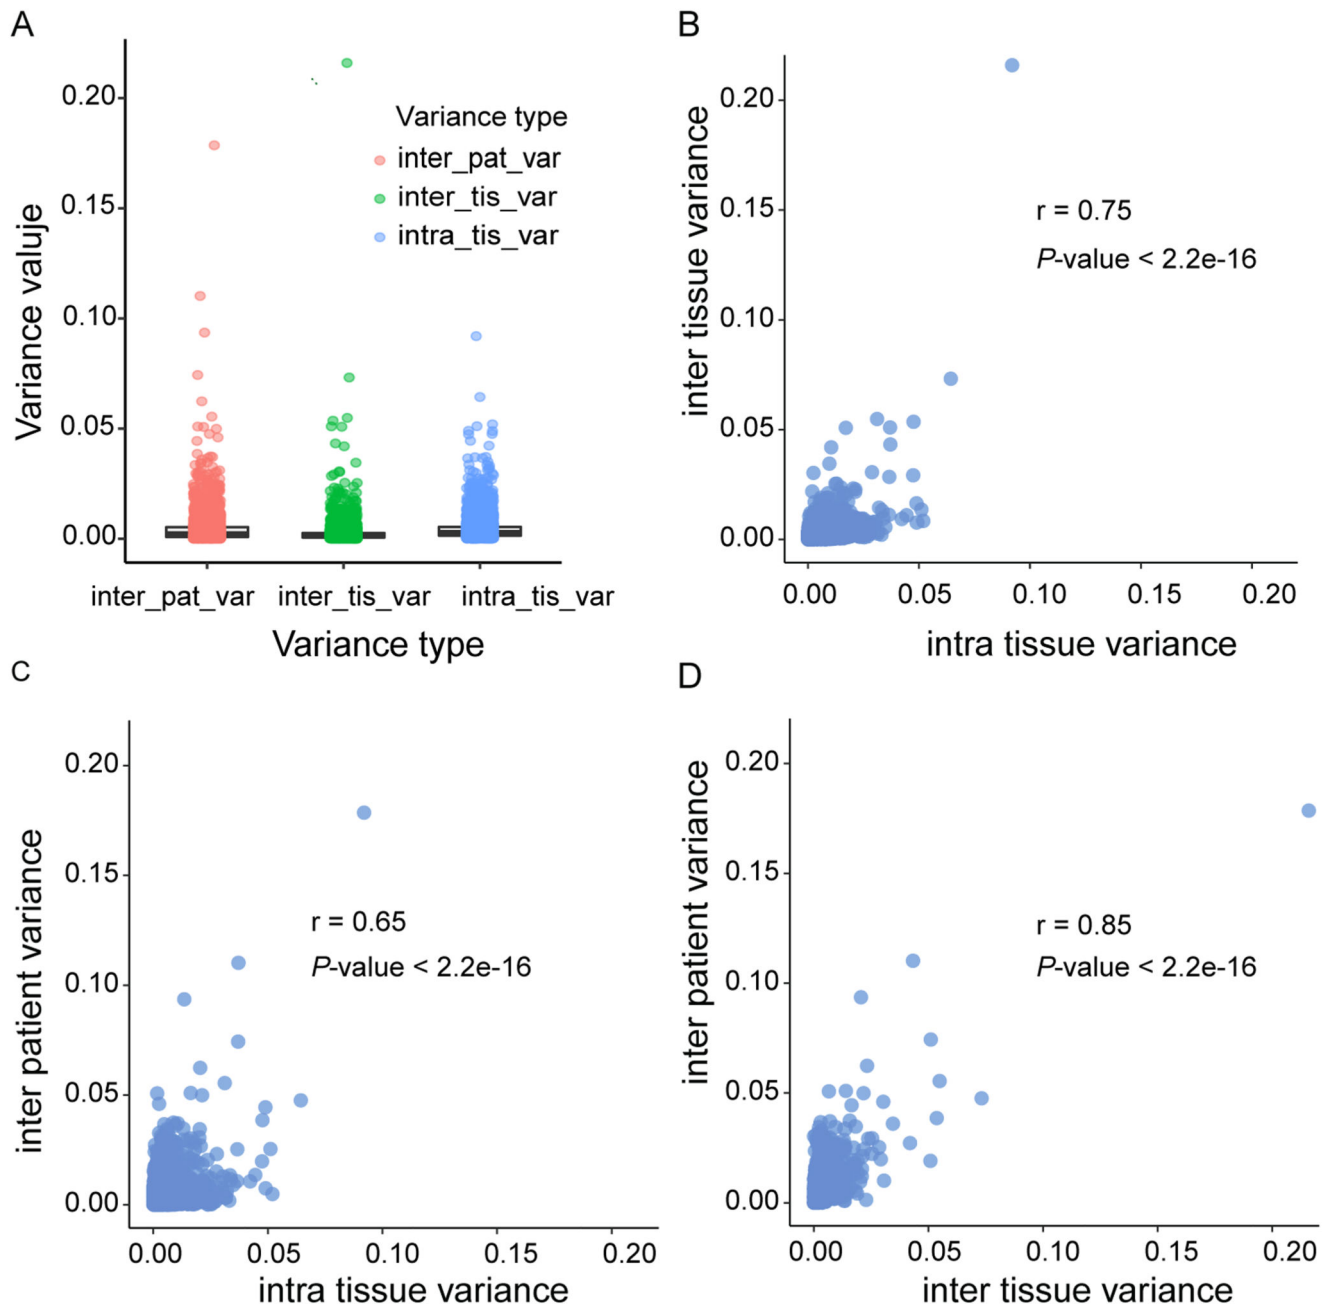 A
Variance valuje
0.20
0.15
0.10
0.05
0.00
Variance type
inter_pat_var
inter_tis_var
intra_tis_var
inter_pat_var inter_tis_var intra_tis_var
Variance type
B
inter tissue variance
0.20
0.15
0.10
0.05
0.00
r = 0.75
P-value < 2.2e-16
0.00 0.05 0.10 0.15 0.20
intra tissue variance
C
inter patient variance
0.20
0.15
0.10
0.05
0.00
r = 0.65
P-value < 2.2e-16
0.00 0.05 0.10 0.15 0.20
intra tissue variance
D
inter patient variance
0.20
0.15
0.10
0.05
0.00
r = 0.85
P-value < 2.2e-16
0.00 0.05 0.10 0.15 0.20
inter tissue variance